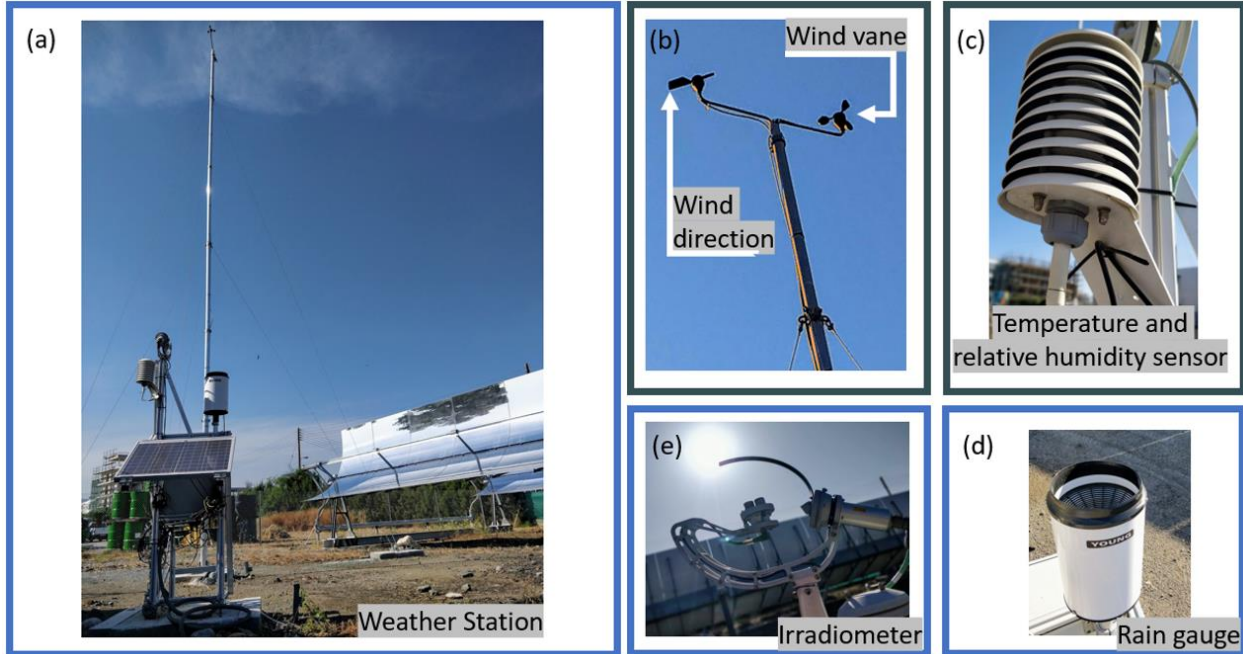 (a)
Weather Station
(b)
Wind vane
Wind
direction
(c)
Temperature and
relative humidity sensor
(e)
Irradiometer
(d)
YOUNG
Rain gauge